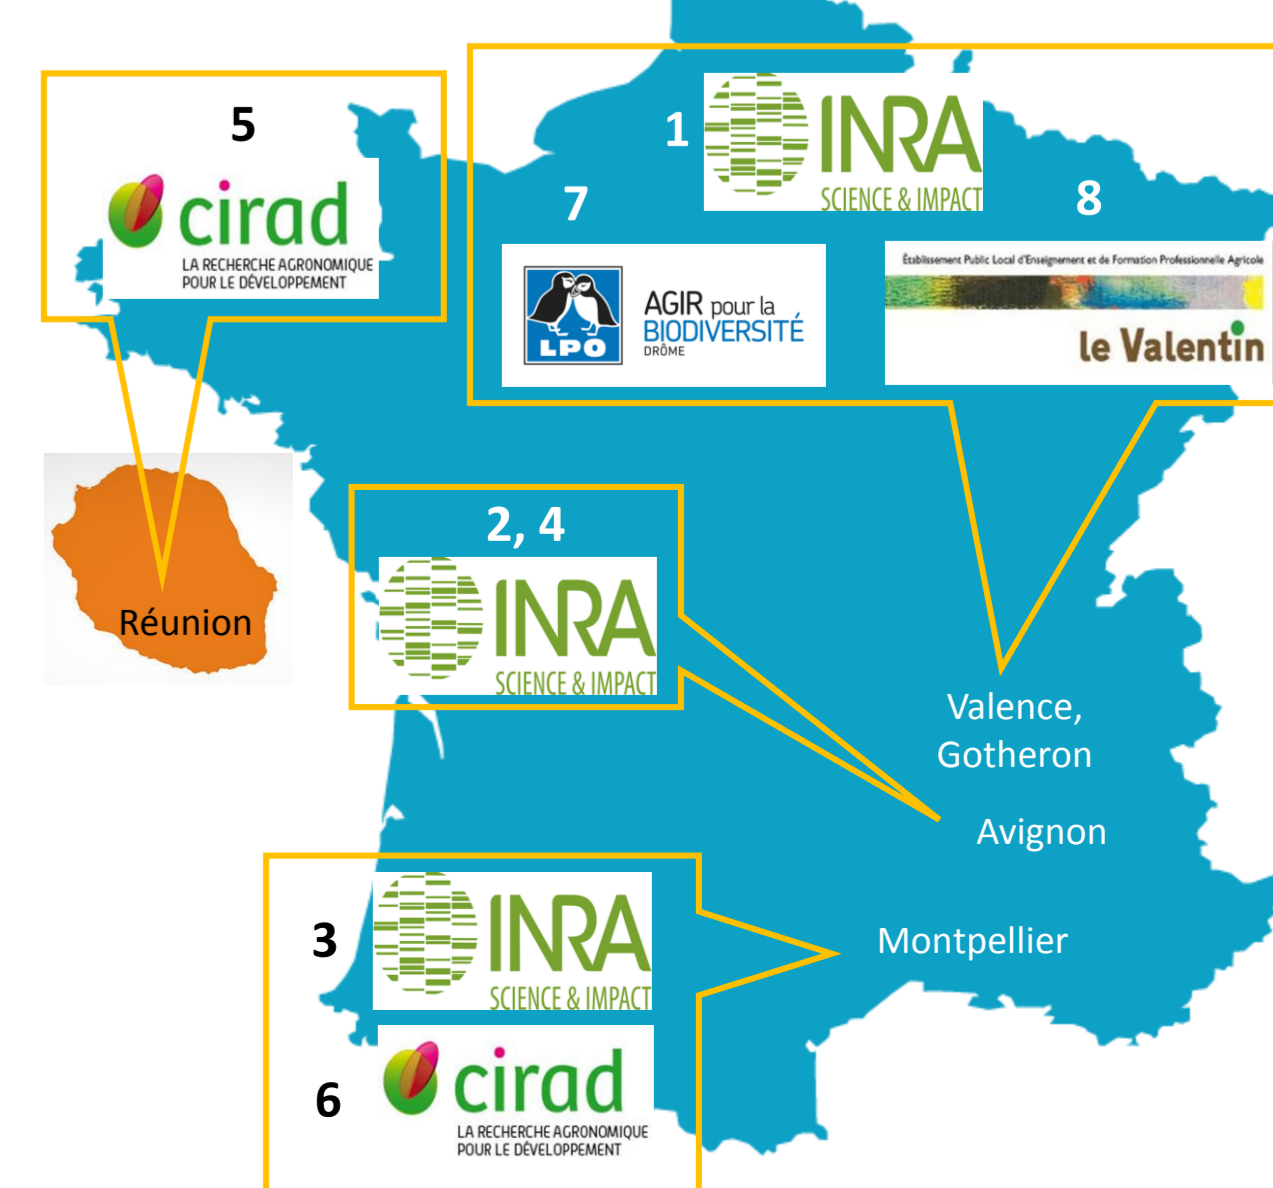 5
cirad
LA RECHERCHE AGRONOMIQUE
POUR LE DÉVELOPPEMENT
1
INRA
SCIENCE & IMPACT
7
LPO
AGIR pour la
BIODIVERSITÉ
DRÔME
8
Établissement Public Local d'Enseignement et de Formation Professionnelle Agricole
le Valentin
Réunion
2, 4
INRA
SCIENCE & IMPACT
Valence,
Gotheron
Avignon
3
INRA
SCIENCE & IMPACT
Montpellier
6
cirad
LA RECHERCHE AGRONOMIQUE
POUR LE DÉVELOPPEMENT